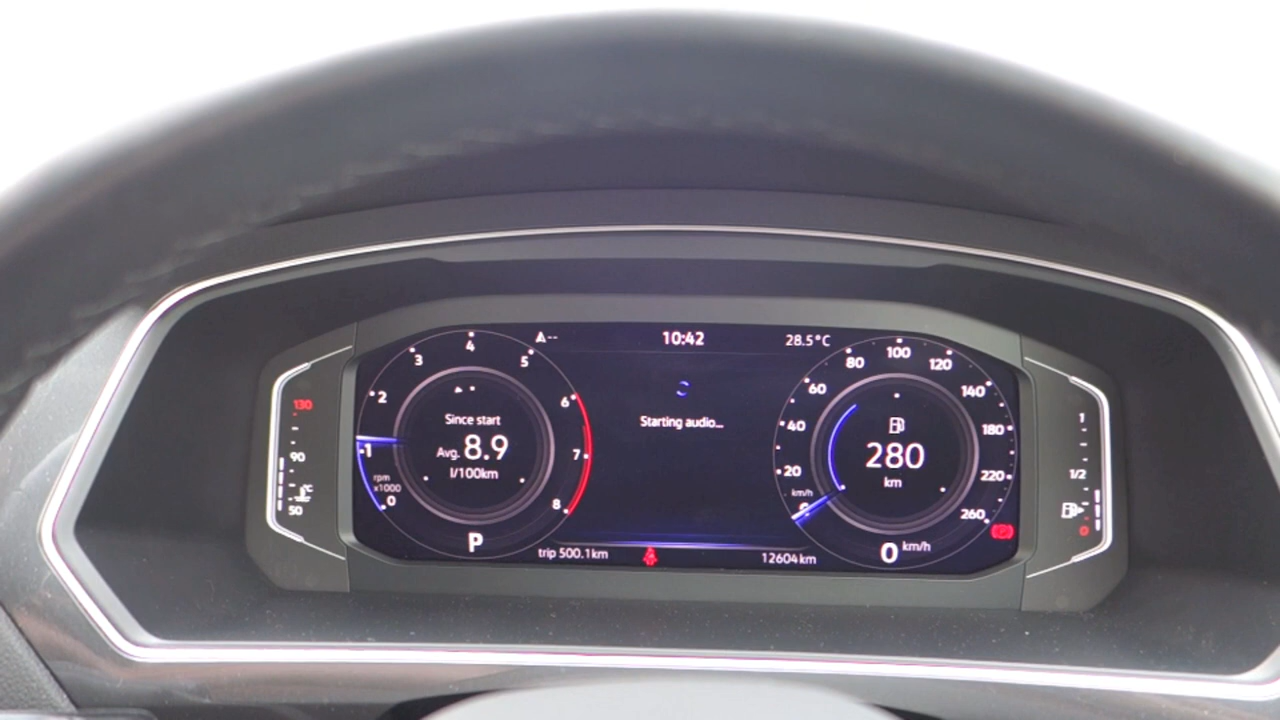 10:42
28.5°C
--
130
90
50
0
1
2
3
4
5
6
7
8
rpm
x1000
Since start
Avg. 8.9
l/100km
P
Starting audio...
trip 500.1km
12604km
20
40
60
80
100
120
140
180
220
260
km/h
280
km
0 km/h
1
1/2
0